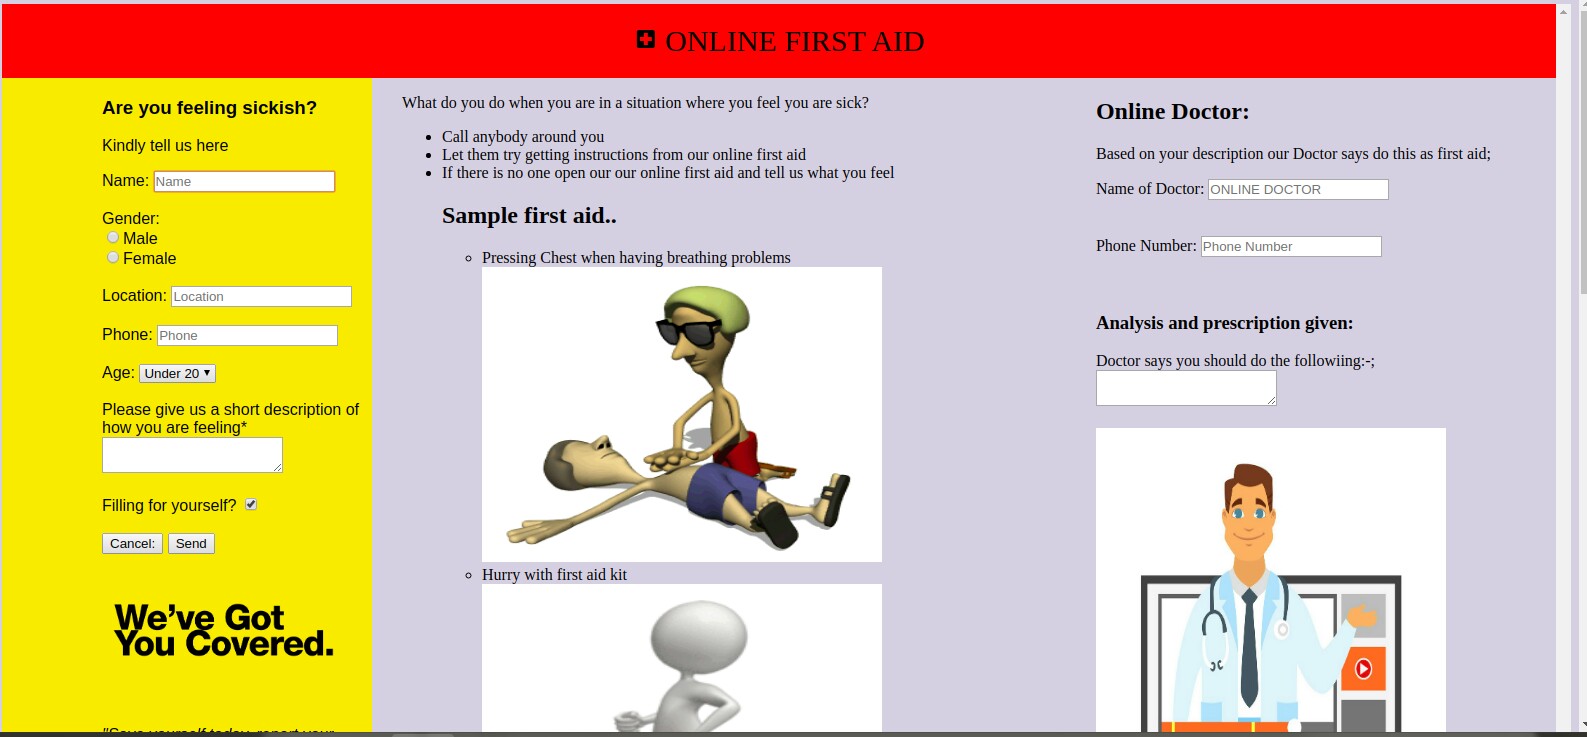 ONLINE FIRST AID
Are you feeling sickish?
Kindly tell us here
Name: Name
Gender:
Male
Female
Location: Location
Phone: Phone
Age: Under 20
Please give us a short description of
how you are feeling*
Filling for yourself?
Cancel: Send
We've Got
You Covered.
"Save yourself today, report your
What do you do when you are in a situation where you feel you are sick?
Call anybody around you
Let them try getting instructions from our online first aid
If there is no one open our our online first aid and tell us what you feel
Sample first aid..
Pressing Chest when having breathing problems
Hurry with first aid kit
Online Doctor:
Based on your description our Doctor says do this as first aid;
Name of Doctor: ONLINE DOCTOR
Phone Number: Phone Number
Analysis and prescription given:
Doctor says you should do the followiing:-;